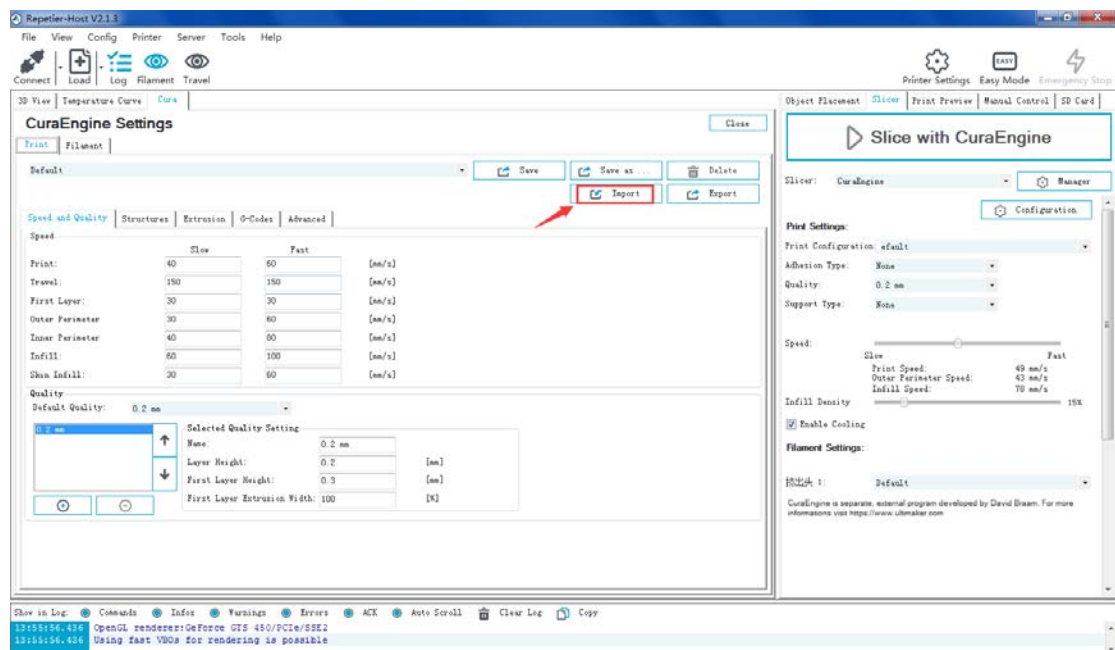 Repetier-Host V2.1.3
File View Config Printer Server Tools Help
Connect Load Log Filament Travel Printer Settings Easy Mode Emergency Stop
3D View Temperature Curve Cura Object Placement Slicer Print Preview Manual Control SD Card
CuraEngine Settings Close
Print Filament
Default Save Save as ... Delete
Import Export
Speed and Quality Structures Extrusion G-Codes Advanced
Speed
Slow Fast
Print: 40 60 [mm/s]
Travel: 150 150 [mm/s]
First Layer: 30 30 [mm/s]
Outer Perimeter 30 60 [mm/s]
Inner Perimeter 40 80 [mm/s]
Infill: 60 100 [mm/s]
Skin Infill: 30 60 [mm/s]
Quality
Default Quality: 0.2 mm
0.2 mm
Selected Quality Setting
Name: 0.2 mm
Layer Height: 0.2 [mm]
First Layer Height: 0.3 [mm]
First Layer Extrusion Width: 100 [%]
Slice with CuraEngine
Slicer: CuraEngine Manager
Configuration
Print Settings:
Print Configuration: efault
Adhesion Type: None
Quality: 0.2 mm
Support Type: None
Speed:
Slow Fast
Print Speed: 49 mm/s
Outer Perimeter Speed: 43 mm/s
Infill Speed: 78 mm/s
Infill Density 15%
Enable Cooling
Filament Settings:
挤出头 1: Default
CuraEngine is separate, external program developed by David Braam. For more
informations visit https://www.ultimaker.com
Show in Log: Commands Infos Warnings Errors ACK Auto Scroll Clear Log Copy
13:55:56.436 OpenGL renderer:GeForce GTS 450/PCIe/SSE2
13:55:56.436 Using fast VBOs for rendering is possible